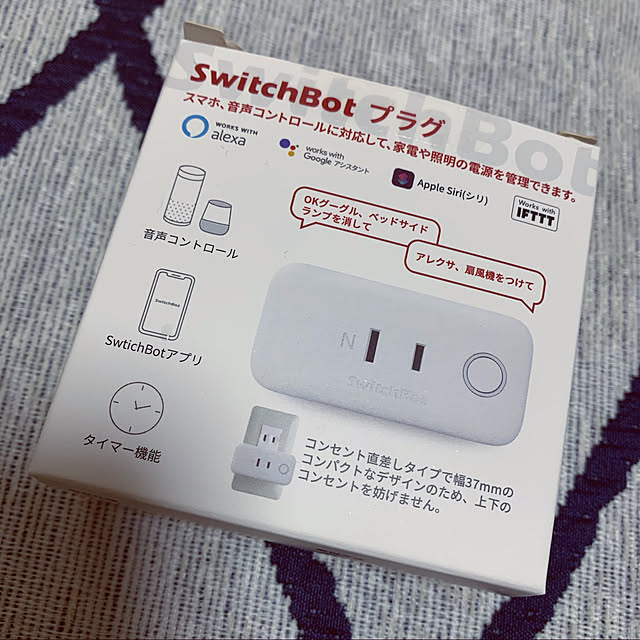 SwitchBot
SwitchBot プラグ
スマホ、音声コントロールに対応して、家電や照明の電源を管理できます。
WORKS WITH
alexa
works with
Google アシスタント
Apple Siri(シリ)
Works with
IFTTT
OKグーグル、ベッドサイド
ランプを消して
アレクサ、扇風機をつけて
音声コントロール
SwitchBot
SwtichBotアプリ
タイマー機能
N
SwitchBot
コンセント直差しタイプで幅37mmの
コンパクトなデザインのため、上下の
コンセントを妨げません。